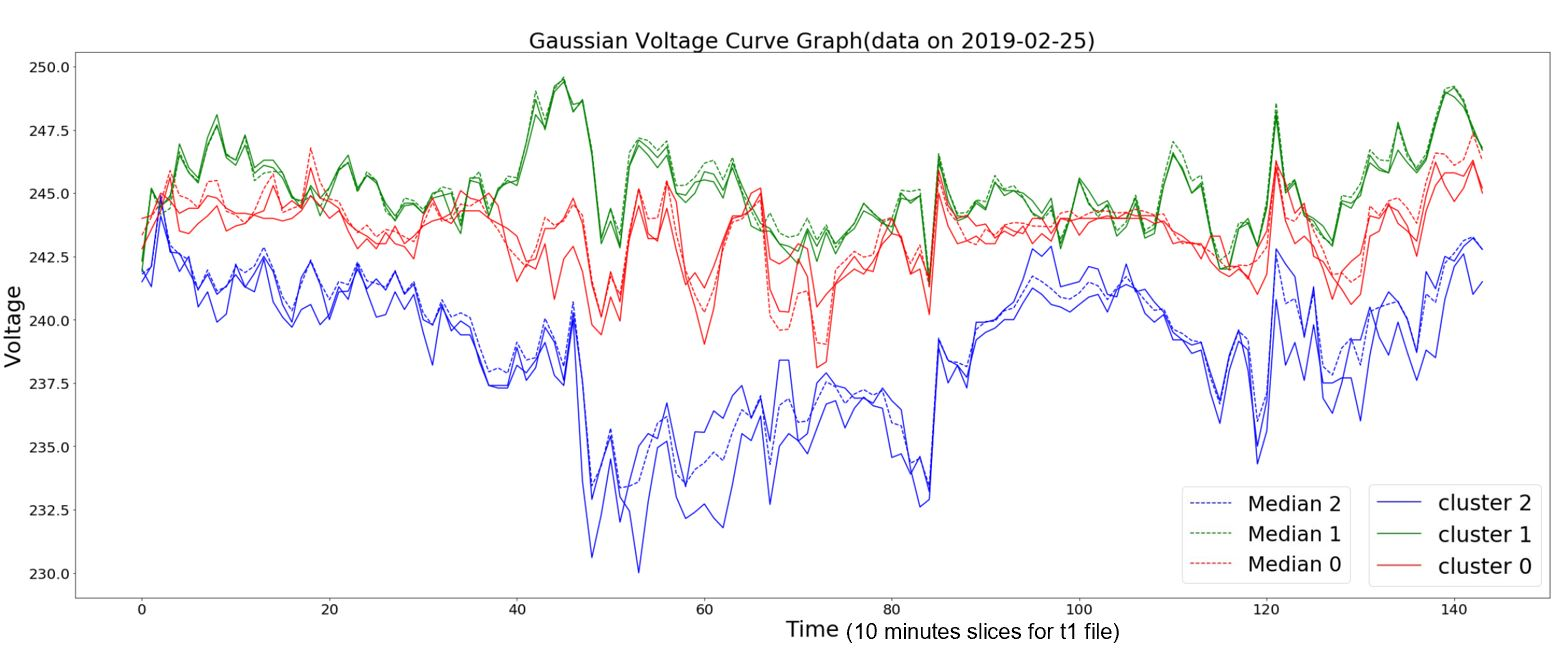 Gaussian Voltage Curve Graph(data on 2019-02-25)
250.0
247.5
245.0
242.5
240.0
237.5
235.0
232.5
230.0
Voltage
0 20 40 60 80 100 120 140
Time (10 minutes slices for t1 file)
Median 2
Median 1
Median 0
cluster 2
cluster 1
cluster 0